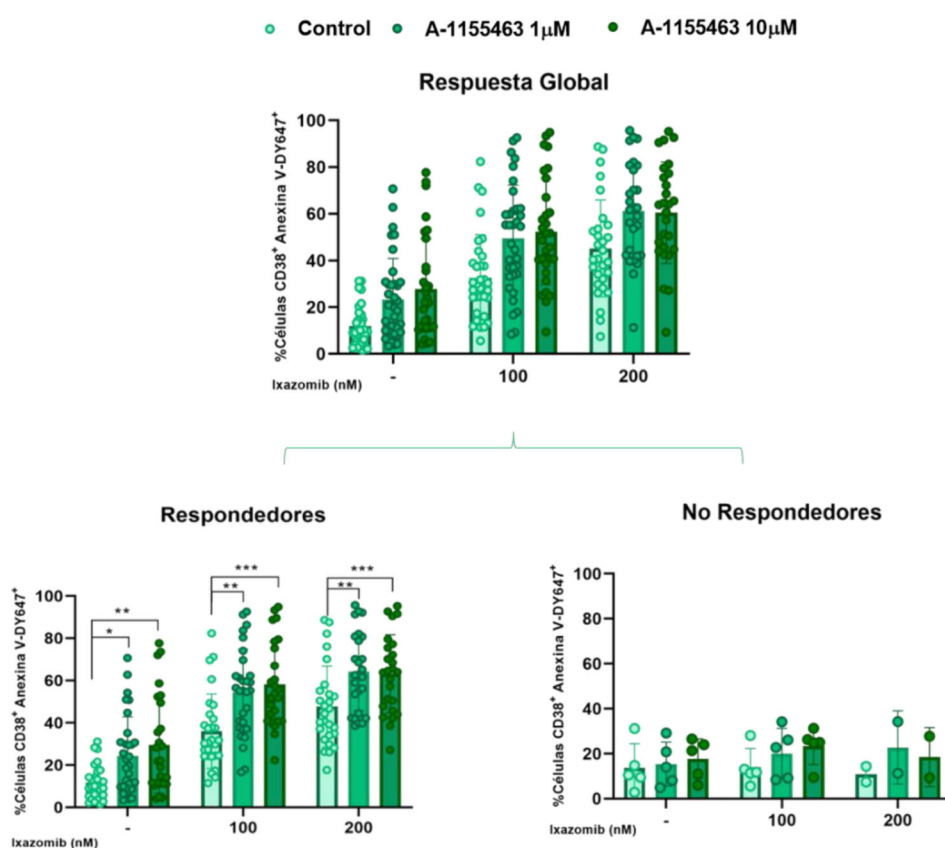 Control A-1155463 1μM A-1155463 10μM
Respuesta Global
%Células CD38⁺ Anexina V-DY647⁺
100
80
60
40
20
0
Ixazomib (nM)
- 100 200
Respondedores
%Células CD38⁺ Anexina V-DY647⁺
100
80
60
40
20
0
* ** ** *** ** ***
Ixazomib (nM)
- 100 200
No Respondedores
%Células CD38⁺ Anexina V-DY647⁺
100
80
60
40
20
0
Ixazomib (nM)
- 100 200